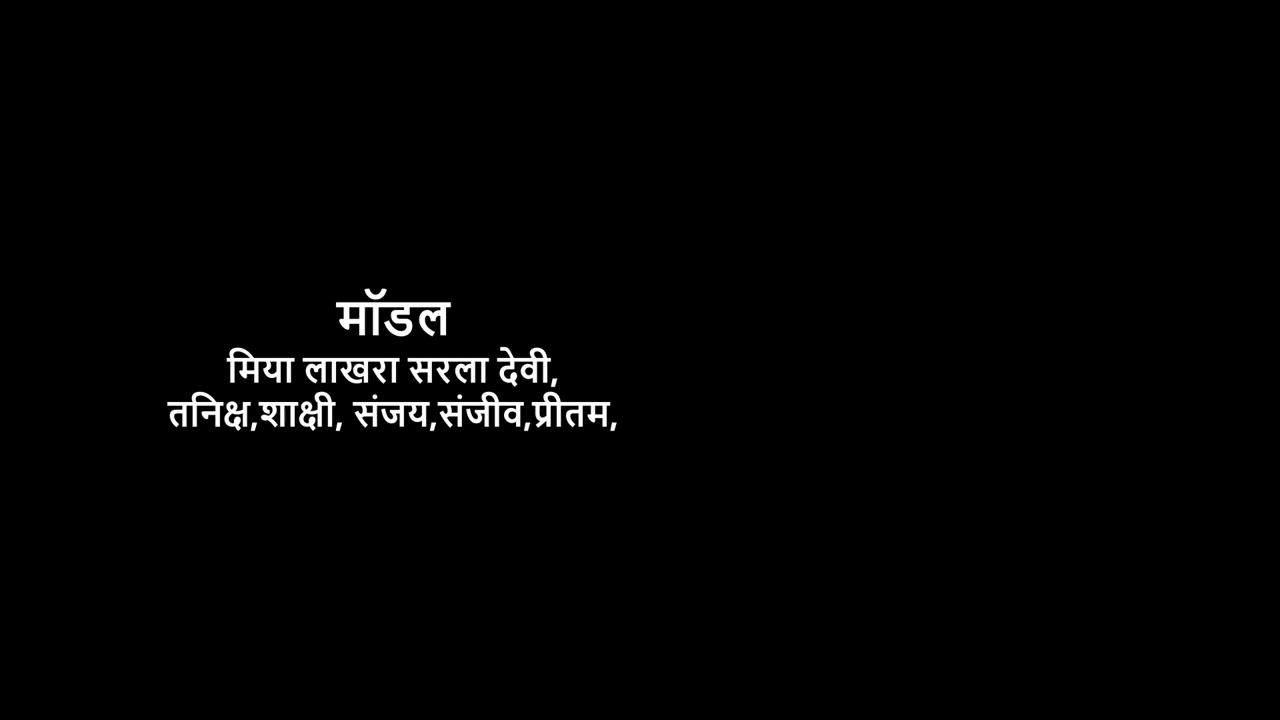 मॉडल
मिया लाखरा सरला देवी,
तनिक्ष,शाक्षी, संजय,संजीव,प्रीतम,